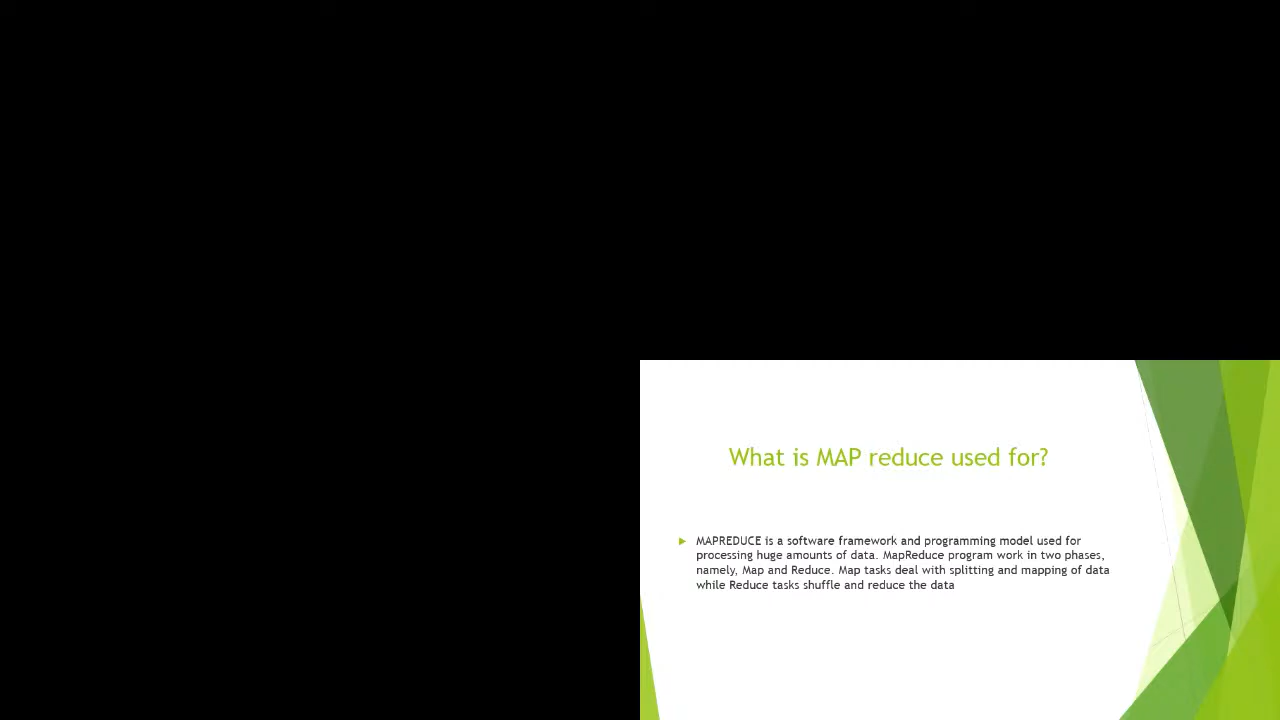 What is MAP reduce used for?
MAPREDUCE is a software framework and programming model used for
processing huge amounts of data. MapReduce program work in two phases,
namely, Map and Reduce. Map tasks deal with splitting and mapping of data
while Reduce tasks shuffle and reduce the data